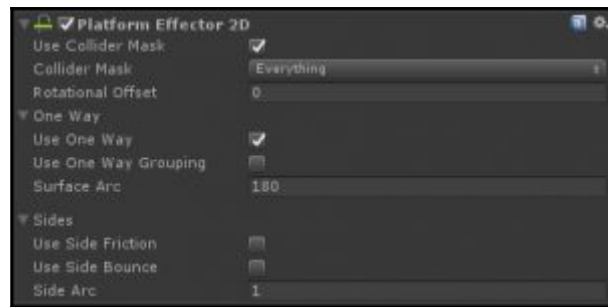 Platform Effector 2D
Use Collider Mask
Collider Mask Everything
Rotational Offset 0
One Way
Use One Way
Use One Way Grouping
Surface Arc 180
Sides
Use Side Friction
Use Side Bounce
Side Arc 1